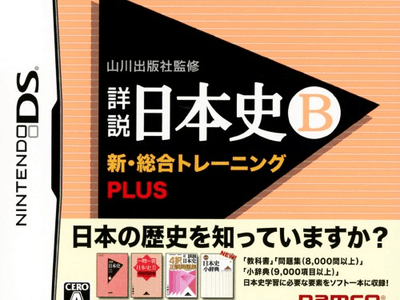 NINTENDO DS™
山川出版社監修
詳説 日本史 B
新・総合トレーニング
PLUS
日本の歴史を知っていますか?
「教科書」「問題集(8,000問以上)」
「小辞典(9,000項目以上)」
日本史学習に必要な要素をソフト一本に収録!
CERO
A
NAMCO